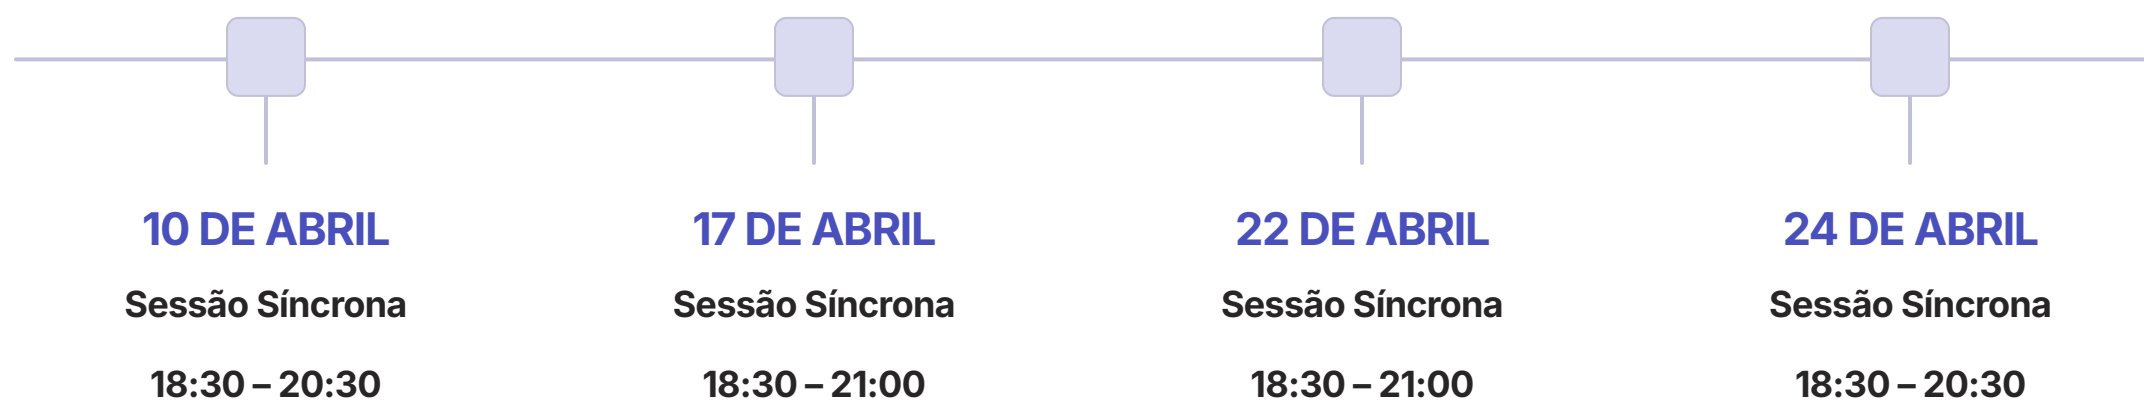 10 DE ABRIL
Sessão Síncrona
18:30 – 20:30
17 DE ABRIL
Sessão Síncrona
18:30 – 21:00
22 DE ABRIL
Sessão Síncrona
18:30 – 21:00
24 DE ABRIL
Sessão Síncrona
18:30 – 20:30